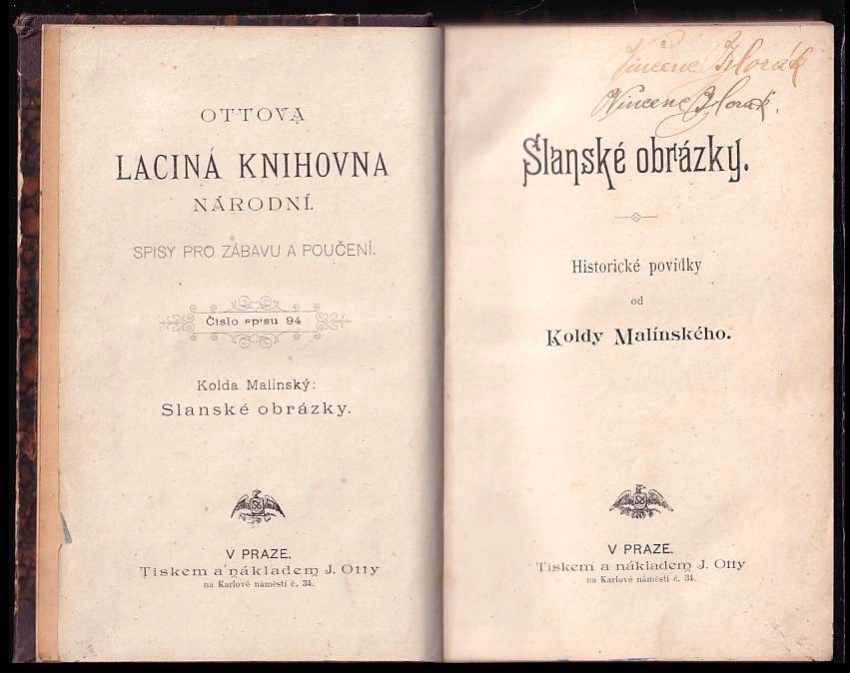 OTTOVA
LACINÁ KNIHOVNA
NÁRODNÍ.
SPISY PRO ZÁBAVU A POUČENÍ.
Číslo spisu 94
Kolda Malínský:
Slanské obrázky.
V PRAZE.
Tiskem a nákladem J. Otty
na Karlově náměstí č. 34.
Vincenc
Vincenc
Slanské obrázky.
Historické povídky
od
Koldy Malínského.
V PRAZE.
Tiskem a nákladem J. Otty
na Karlově náměstí č. 34.